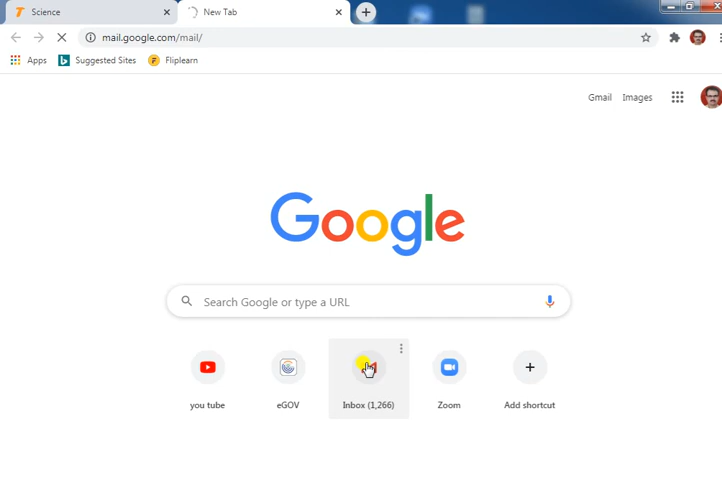 Science
New Tab
mail.google.com/mail/
Apps
Suggested Sites
Fliplearn
Gmail
Images
Google
Search Google or type a URL
you tube
eGOV
Inbox (1,266)
Zoom
Add shortcut